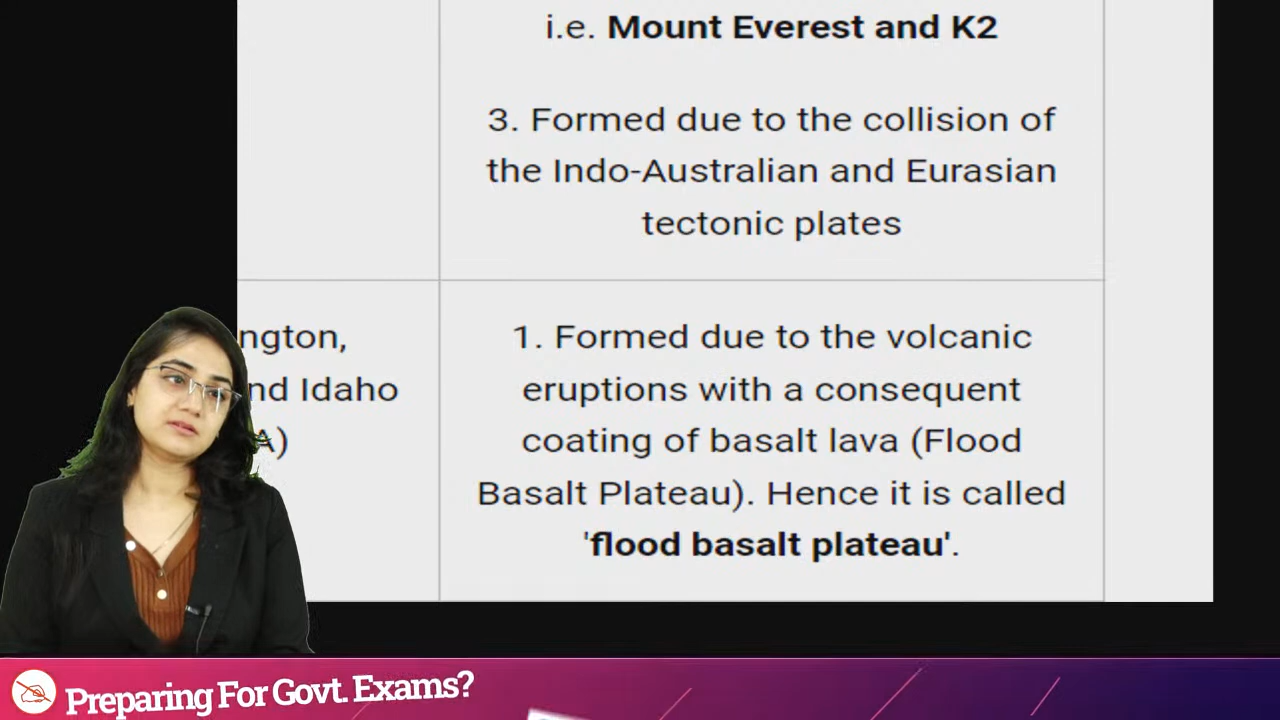 i.e. Mount Everest and K2
3. Formed due to the collision of
the Indo-Australian and Eurasian
tectonic plates
ngton,
nd Idaho
A)
1. Formed due to the volcanic
eruptions with a consequent
coating of basalt lava (Flood
Basalt Plateau). Hence it is called
'flood basalt plateau'.
Preparing For Govt. Exams?